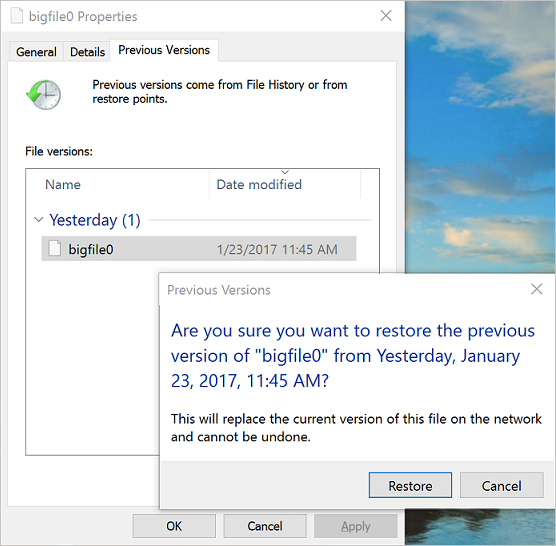 bigfile0 Properties
General Details Previous Versions
Previous versions come from File History or from
restore points.
File versions:
Name Date modified
Yesterday (1)
bigfile0 1/23/2017 11:45 AM
Previous Versions
Are you sure you want to restore the previous
version of "bigfile0" from Yesterday, January
23, 2017, 11:45 AM?
This will replace the current version of this file on the network
and cannot be undone.
Restore Cancel
OK Cancel Apply